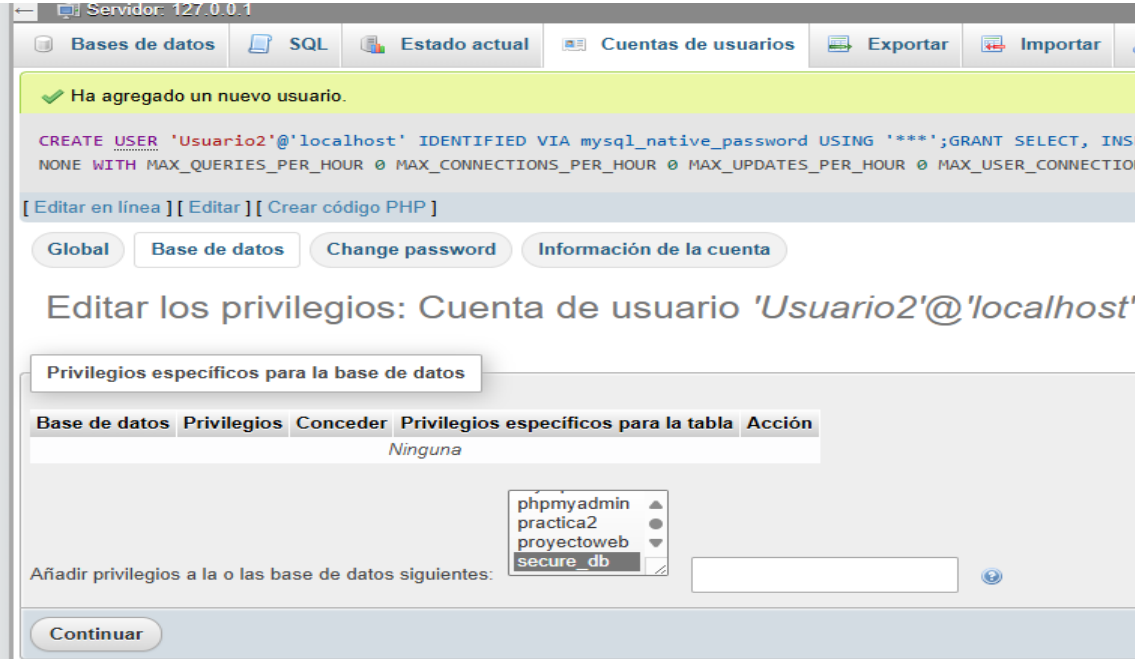 Servidor: 127.0.0.1
Bases de datos SQL Estado actual Cuentas de usuarios Exportar Importar
Ha agregado un nuevo usuario.
CREATE USER 'Usuario2'@'localhost' IDENTIFIED VIA mysql_native_password USING '***';GRANT SELECT, INS
NONE WITH MAX_QUERIES_PER_HOUR 0 MAX_CONNECTIONS_PER_HOUR 0 MAX_UPDATES_PER_HOUR 0 MAX_USER_CONNECTIO
[ Editar en línea ] [ Editar ] [ Crear código PHP ]
Global Base de datos Change password Información de la cuenta
Editar los privilegios: Cuenta de usuario 'Usuario2'@'localhost'
Privilegios específicos para la base de datos
Base de datos Privilegios Conceder Privilegios específicos para la tabla Acción
Ninguna
phpmyadmin
practica2
proyectoweb
secure_db
Añadir privilegios a la o las base de datos siguientes:
Continuar